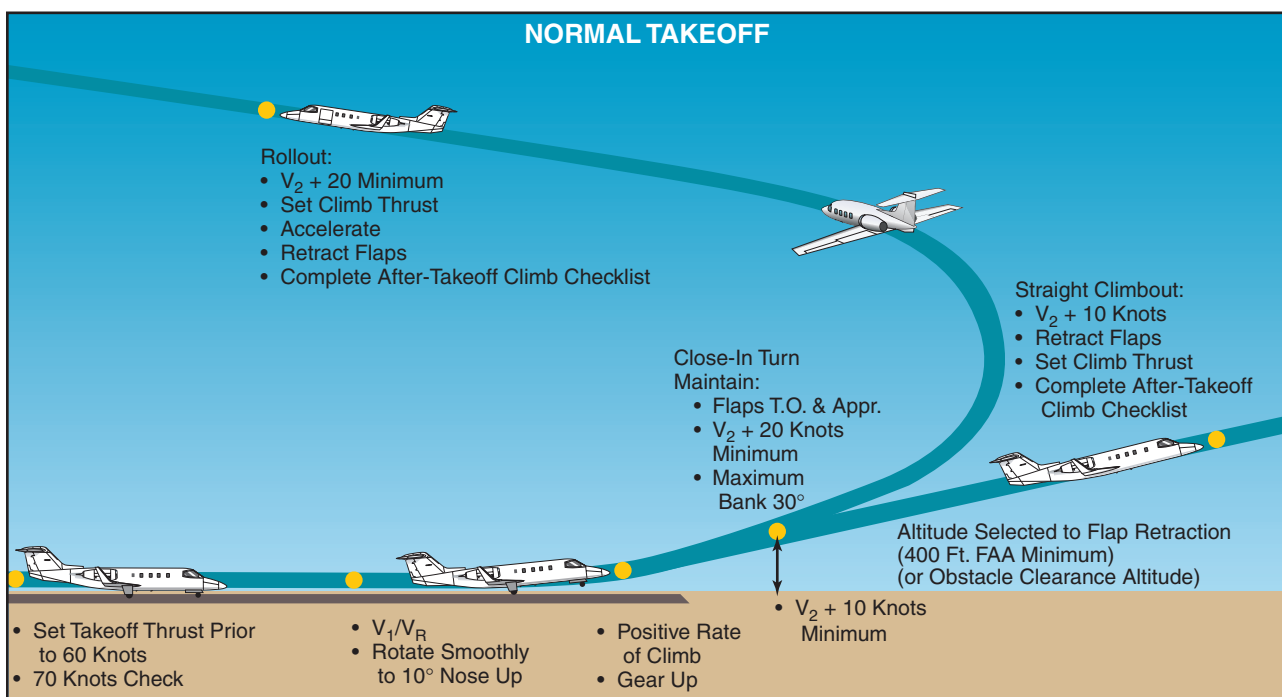 NORMAL TAKEOFF
Rollout:
• V₂ + 20 Minimum
• Set Climb Thrust
• Accelerate
• Retract Flaps
• Complete After-Takeoff Climb Checklist
Straight Climbout:
• V₂ + 10 Knots
• Retract Flaps
• Set Climb Thrust
• Complete After-Takeoff
Climb Checklist
Close-In Turn
Maintain:
• Flaps T.O. & Appr.
• V₂ + 20 Knots
Minimum
• Maximum
Bank 30°
Altitude Selected to Flap Retraction
(400 Ft. FAA Minimum)
(or Obstacle Clearance Altitude)
• Set Takeoff Thrust Prior
to 60 Knots
• 70 Knots Check
• V₁/V_R
• Rotate Smoothly
to 10° Nose Up
• Positive Rate
of Climb
• Gear Up
• V₂ + 10 Knots
Minimum